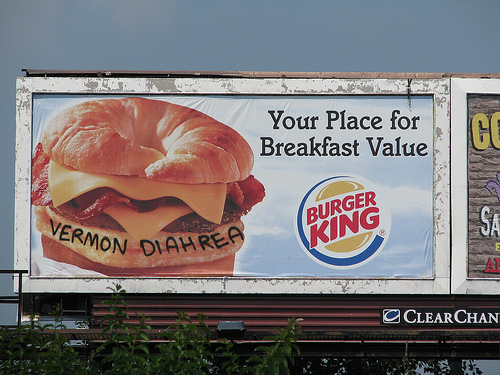 Your Place for
Breakfast Value
BURGER
KING
VERMON DIAHREA
CLEARCHAN